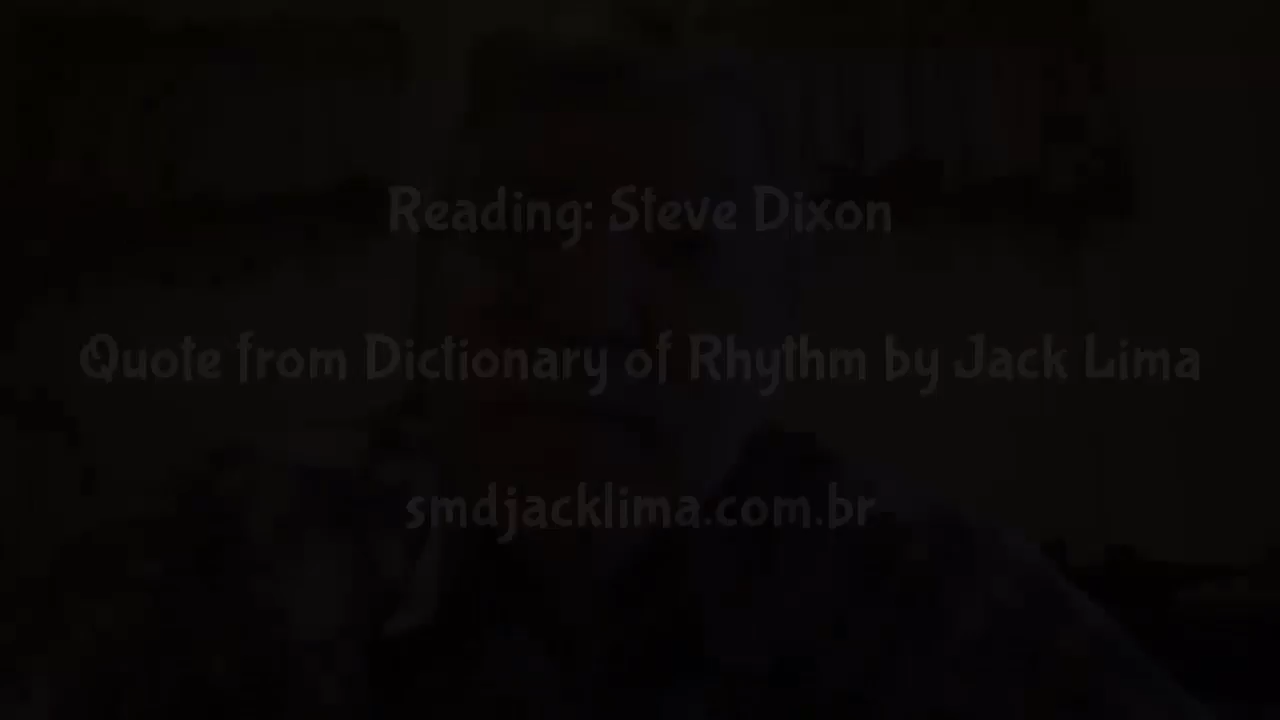 Reading: Steve Dixon
Quote from Dictionary of Rhythm by Jack Lima
smdjacklima.com.br